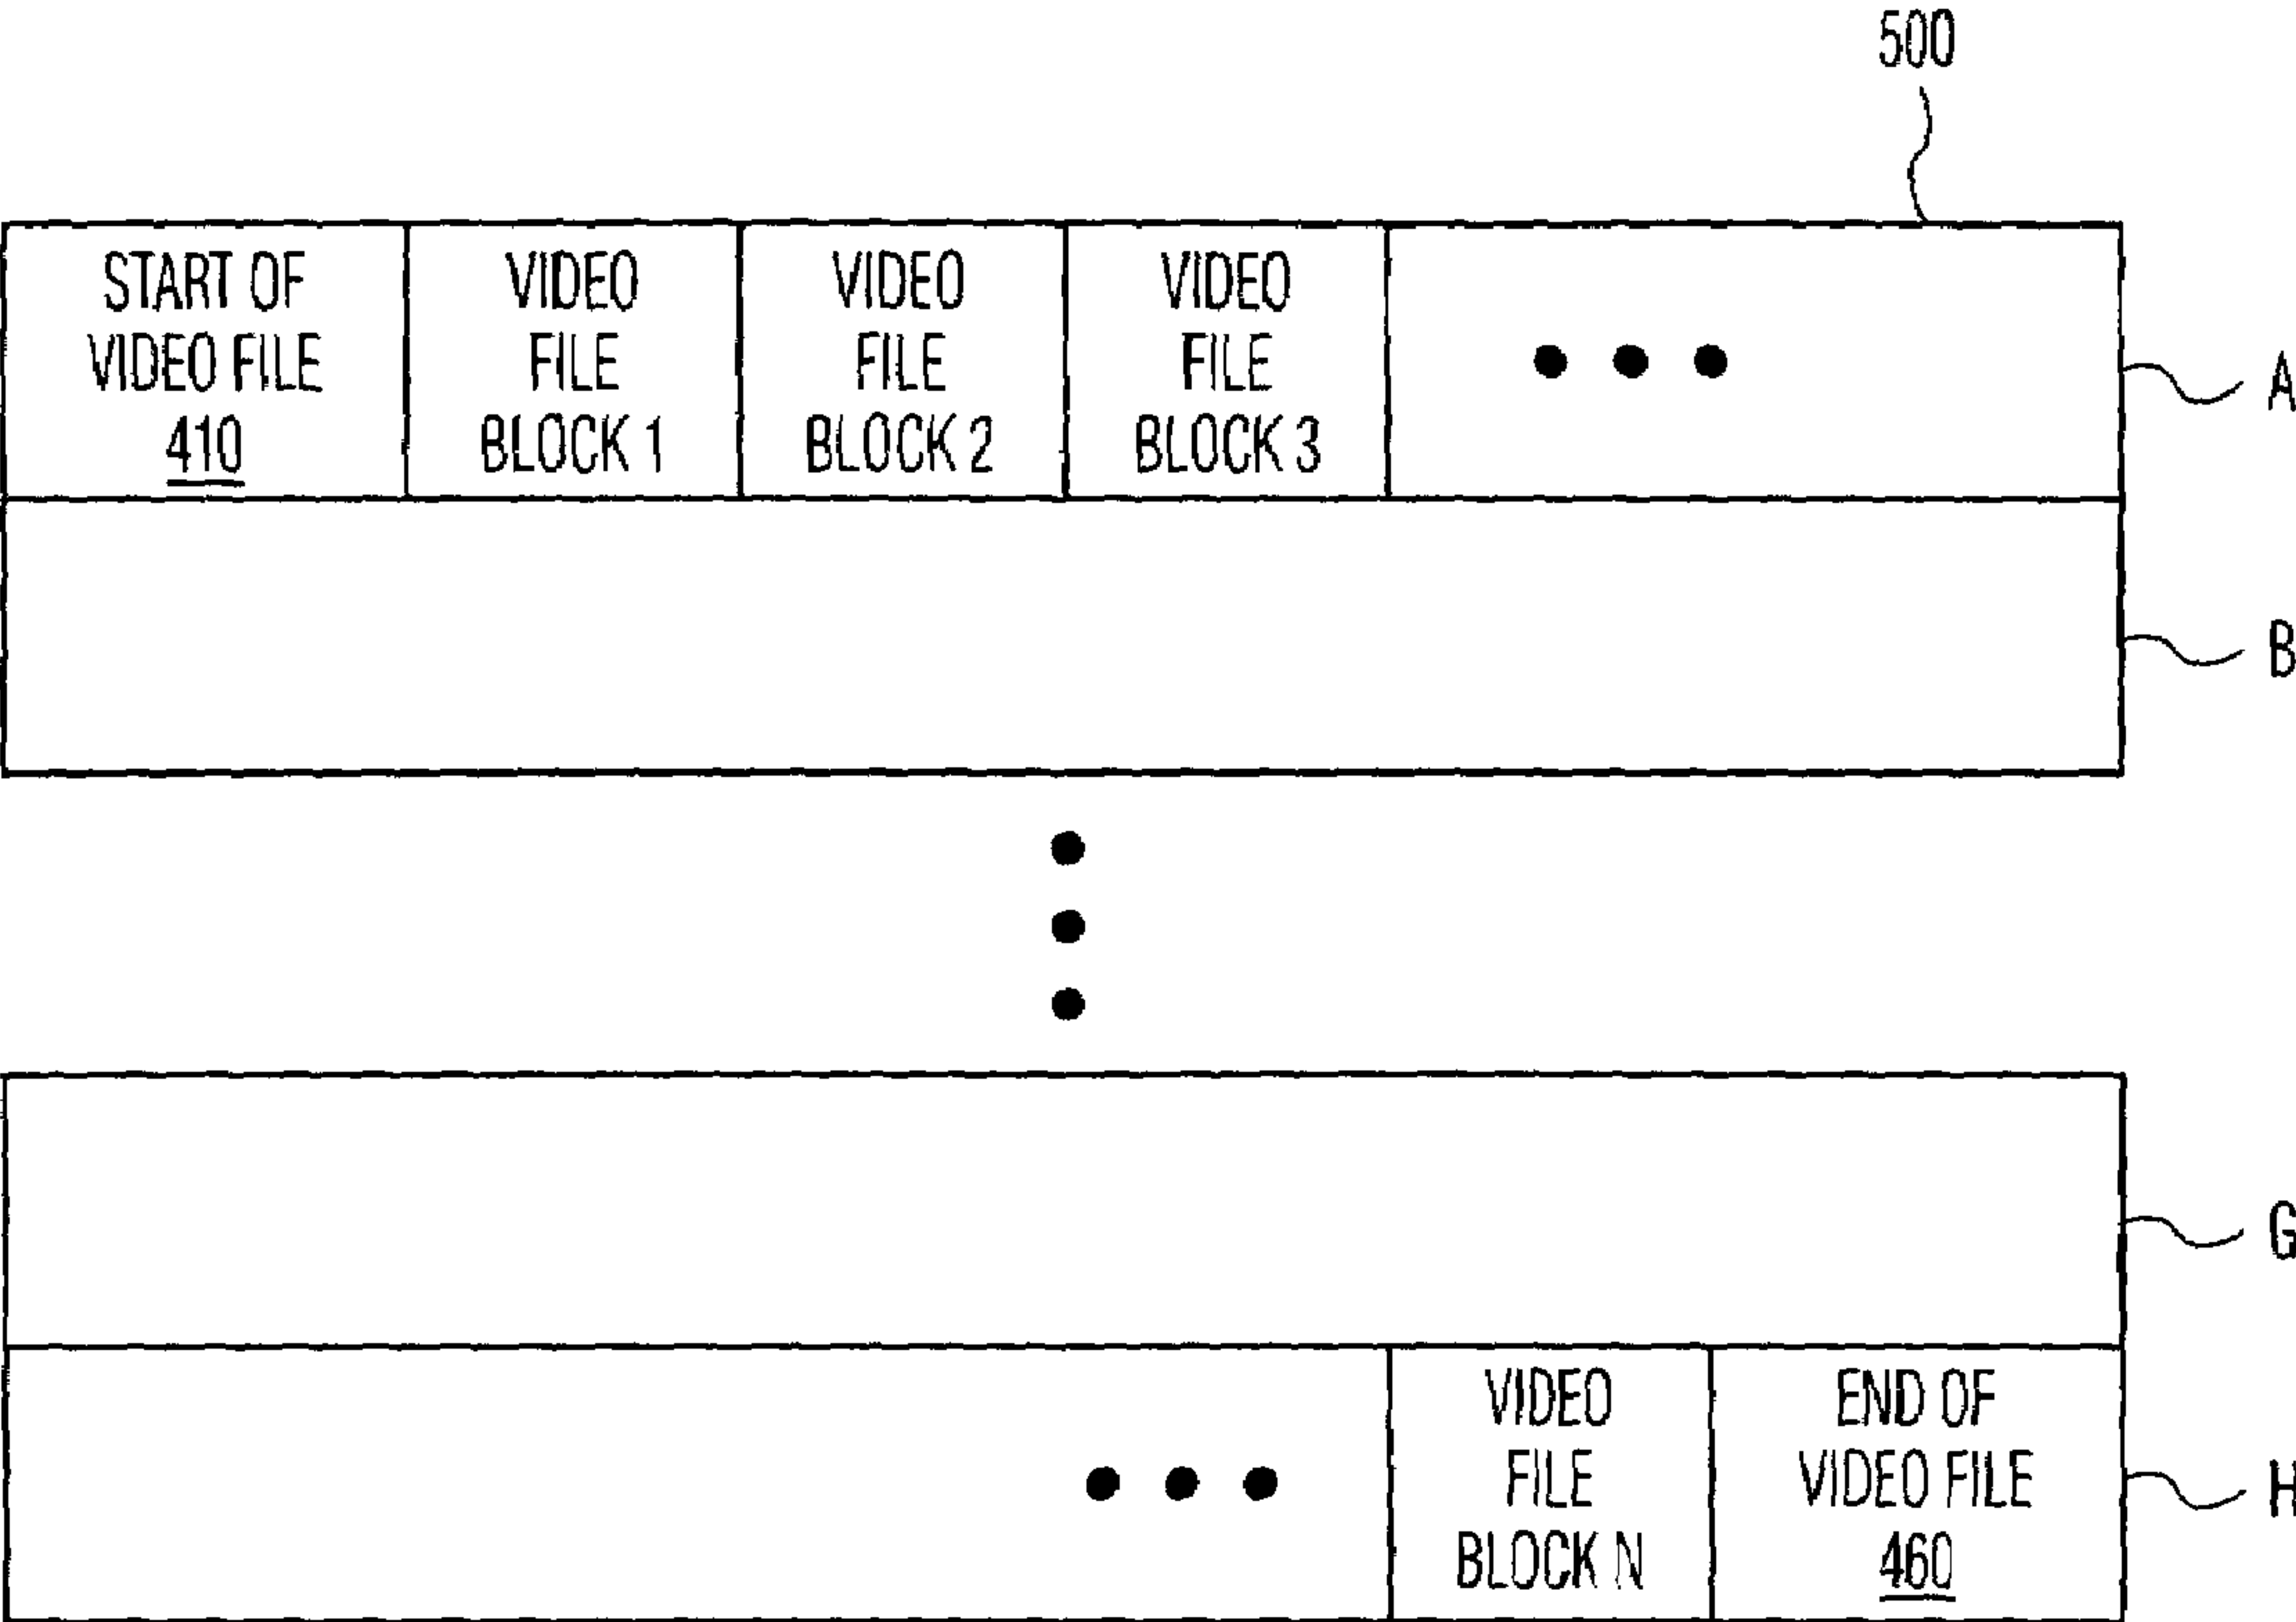 500
START OF
VIDEO FILE
410
VIDEO
FILE
BLOCK 1
VIDEO
FILE
BLOCK 2
VIDEO
FILE
BLOCK 3
A
B
G
VIDEO
FILE
BLOCK N
END OF
VIDEO FILE
460
H